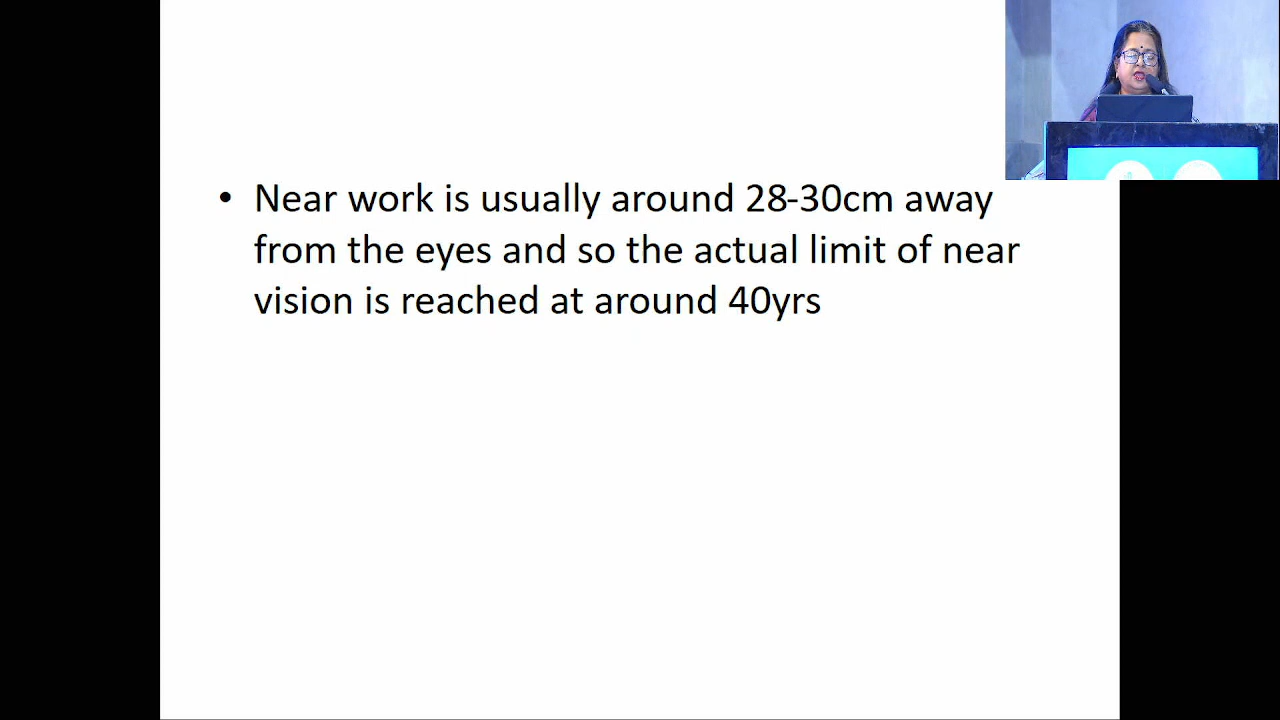 • Near work is usually around 28-30cm away
from the eyes and so the actual limit of near
vision is reached at around 40yrs